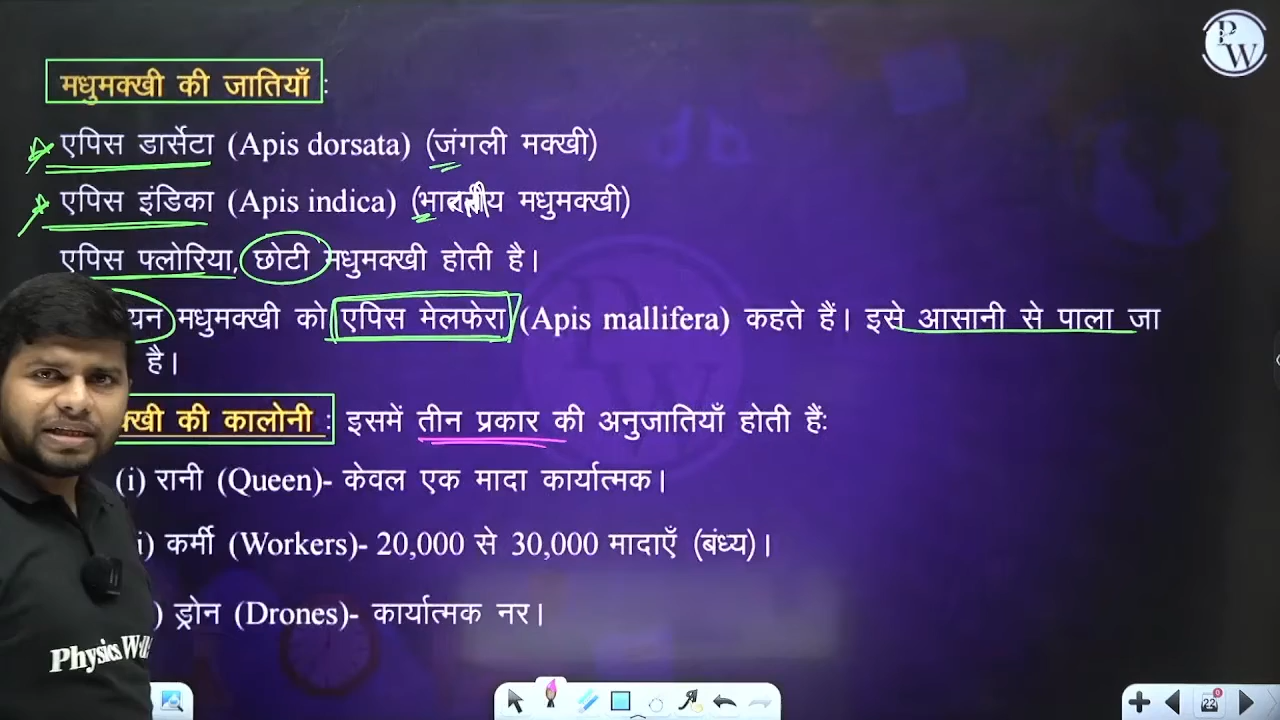 PW
मधुमक्खी की जातियाँ :
एपिस डार्सेटा (Apis dorsata) (जंगली मक्खी)
एपिस इंडिका (Apis indica) (भारतीय मधुमक्खी)
एपिस फ्लोरिया, छोटी मधुमक्खी होती है।
यन मधुमक्खी को एपिस मेलफेरा (Apis mallifera) कहते हैं। इसे आसानी से पाला जा
है।
क्खी की कालोनी : इसमें तीन प्रकार की अनुजातियाँ होती हैंः
(i) रानी (Queen)- केवल एक मादा कार्यात्मक।
i) कर्मी (Workers)- 20,000 से 30,000 मादाएँ (बंध्य)।
) ड्रोन (Drones)- कार्यात्मक नर।
Physics W
22